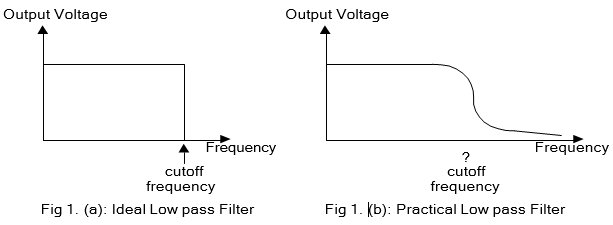 Output Voltage
Frequency
cutoff
frequency
Fig 1. (a): Ideal Low pass Filter
Output Voltage
Frequency
?
cutoff
frequency
Fig 1. (b): Practical Low pass Filter